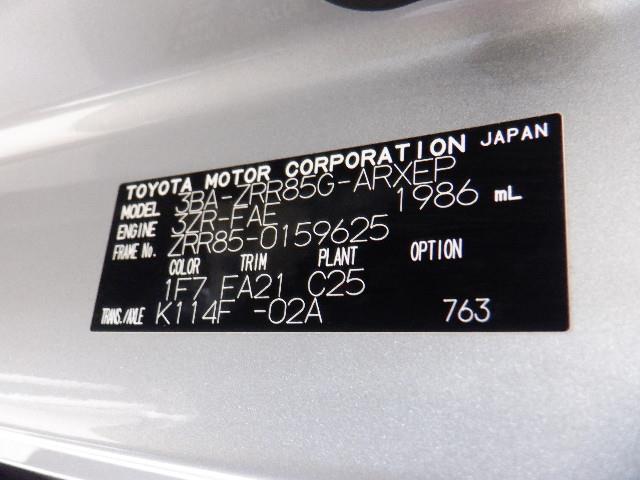 TOYOTA MOTOR CORPORATION JAPAN
MODEL 3BA-ZRR85G-ARXEP
ENGINE 3ZR-FAE 1986 mL
FRAME No. ZRR85-0159625
COLOR TRIM PLANT OPTION
1F7 EA21 C25
TRANS./AXLE K114F -02A 763